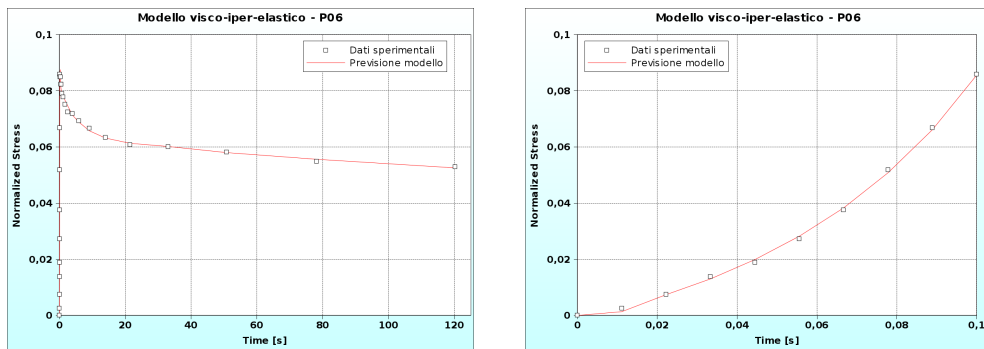 Modello visco-iper-elastico - P06
0,1
0,08
0,06
0,04
0,02
0
Normalized Stress
Dati sperimentali
Previsione modello
0 20 40 60 80 100 120
Time [s]
Modello visco-iper-elastico - P06
0,1
0,08
0,06
0,04
0,02
0
Normalized Stress
Dati sperimentali
Previsione modello
0 0,02 0,04 0,06 0,08 0,1
Time [s]